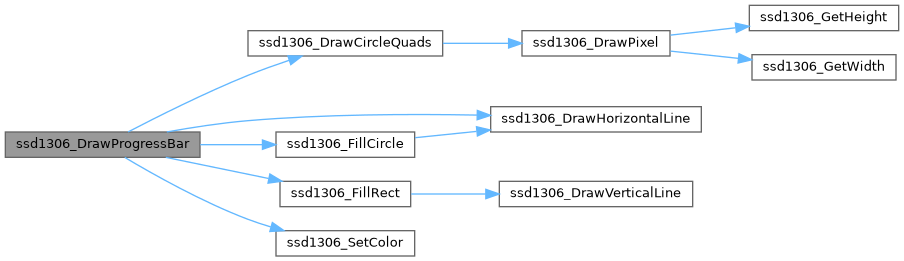 ssd1306_DrawProgressBar
ssd1306_DrawCircleQuads
ssd1306_DrawPixel
ssd1306_GetHeight
ssd1306_GetWidth
ssd1306_DrawHorizontalLine
ssd1306_FillCircle
ssd1306_FillRect
ssd1306_DrawVerticalLine
ssd1306_SetColor